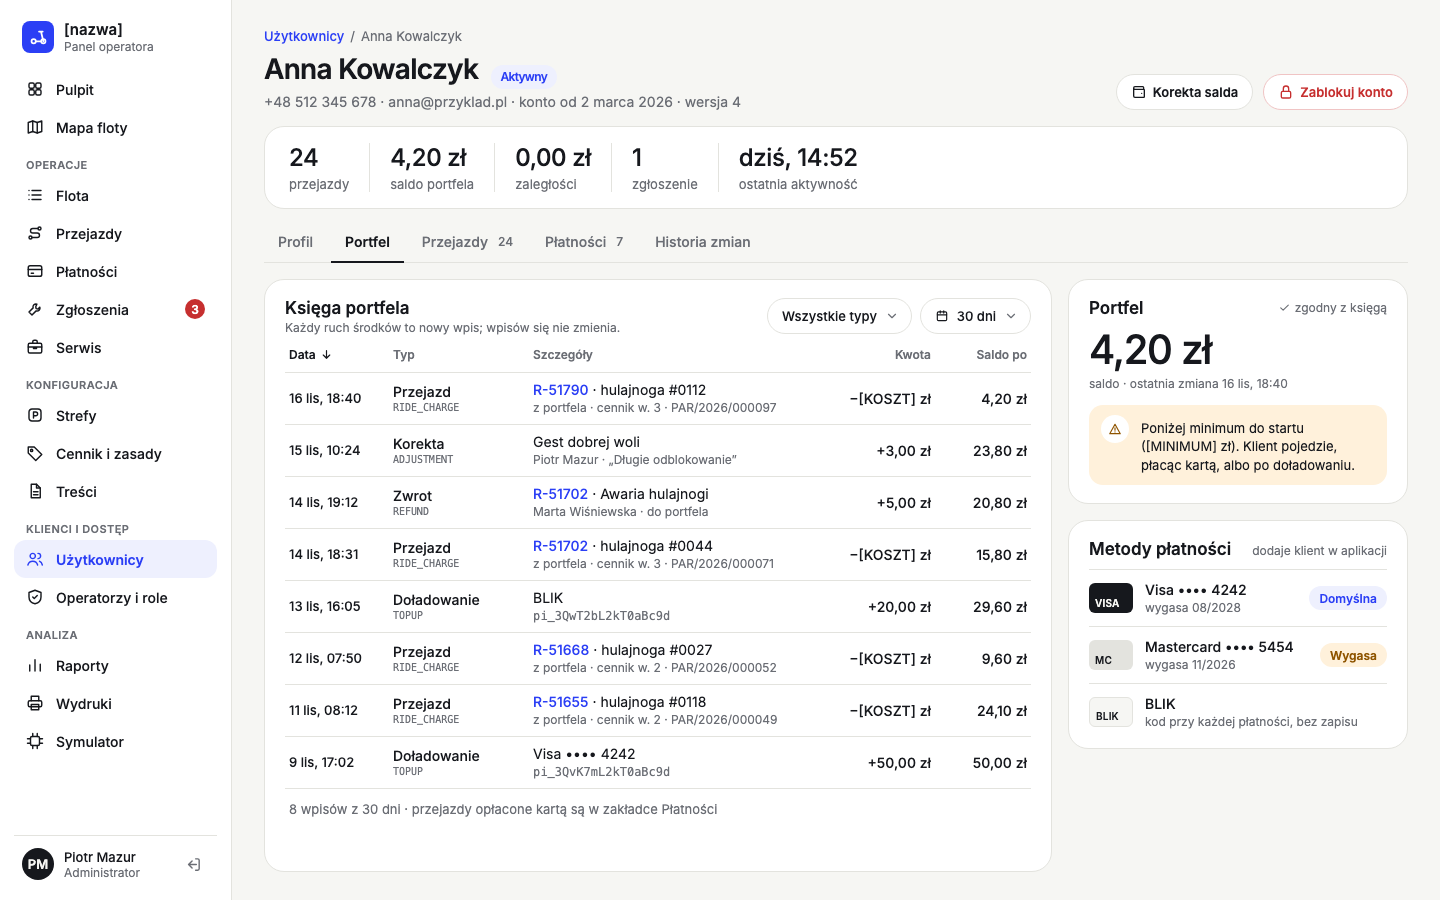 [nazwa]
Panel operatora
Pulpit
Mapa floty
OPERACJE
Flota
Przejazdy
Płatności
Zgłoszenia 3
Serwis
KONFIGURACJA
Strefy
Cennik i zasady
Treści
KLIENCI I DOSTĘP
Użytkownicy
Operatorzy i role
ANALIZA
Raporty
Wydruki
Symulator
PM
Piotr Mazur
Administrator
Użytkownicy / Anna Kowalczyk
Anna Kowalczyk Aktywny
+48 512 345 678 · anna@przyklad.pl · konto od 2 marca 2026 · wersja 4
Korekta salda
Zablokuj konto
24
przejazdy
4,20 zł
saldo portfela
0,00 zł
zaległości
1
zgłoszenie
dziś, 14:52
ostatnia aktywność
Profil Portfel Przejazdy 24 Płatności 7 Historia zmian
Księga portfela
Każdy ruch środków to nowy wpis; wpisów się nie zmienia.
Wszystkie typy
30 dni
Data ↓ Typ Szczegóły Kwota Saldo po
16 lis, 18:40 Przejazd R-51790 · hulajnoga #0112 −[KOSZT] zł 4,20 zł
RIDE_CHARGE z portfela · cennik w. 3 · PAR/2026/000097
15 lis, 10:24 Korekta Gest dobrej woli +3,00 zł 23,80 zł
ADJUSTMENT Piotr Mazur · „Długie odblokowanie”
14 lis, 19:12 Zwrot R-51702 · Awaria hulajnogi +5,00 zł 20,80 zł
REFUND Marta Wiśniewska · do portfela
14 lis, 18:31 Przejazd R-51702 · hulajnoga #0044 −[KOSZT] zł 15,80 zł
RIDE_CHARGE z portfela · cennik w. 3 · PAR/2026/000071
13 lis, 16:05 Doładowanie BLIK +20,00 zł 29,60 zł
TOPUP pi_3QwT2bL2kT0aBc9d
12 lis, 07:50 Przejazd R-51668 · hulajnoga #0027 −[KOSZT] zł 9,60 zł
RIDE_CHARGE z portfela · cennik w. 2 · PAR/2026/000052
11 lis, 08:12 Przejazd R-51655 · hulajnoga #0118 −[KOSZT] zł 24,10 zł
RIDE_CHARGE z portfela · cennik w. 2 · PAR/2026/000049
9 lis, 17:02 Doładowanie Visa •••• 4242 +50,00 zł 50,00 zł
TOPUP pi_3QvK7mL2kT0aBc9d
8 wpisów z 30 dni · przejazdy opłacone kartą są w zakładce Płatności
Portfel zgodny z księgą
4,20 zł
saldo · ostatnia zmiana 16 lis, 18:40
Poniżej minimum do startu
([MINIMUM] zł). Klient pojedzie,
płacąc kartą, albo po doładowaniu.
Metody płatności dodaje klient w aplikacji
VISA Visa •••• 4242 Domyślna
wygasa 08/2028
MC Mastercard •••• 5454 Wygasa
wygasa 11/2026
BLIK BLIK
kod przy każdej płatności, bez zapisu